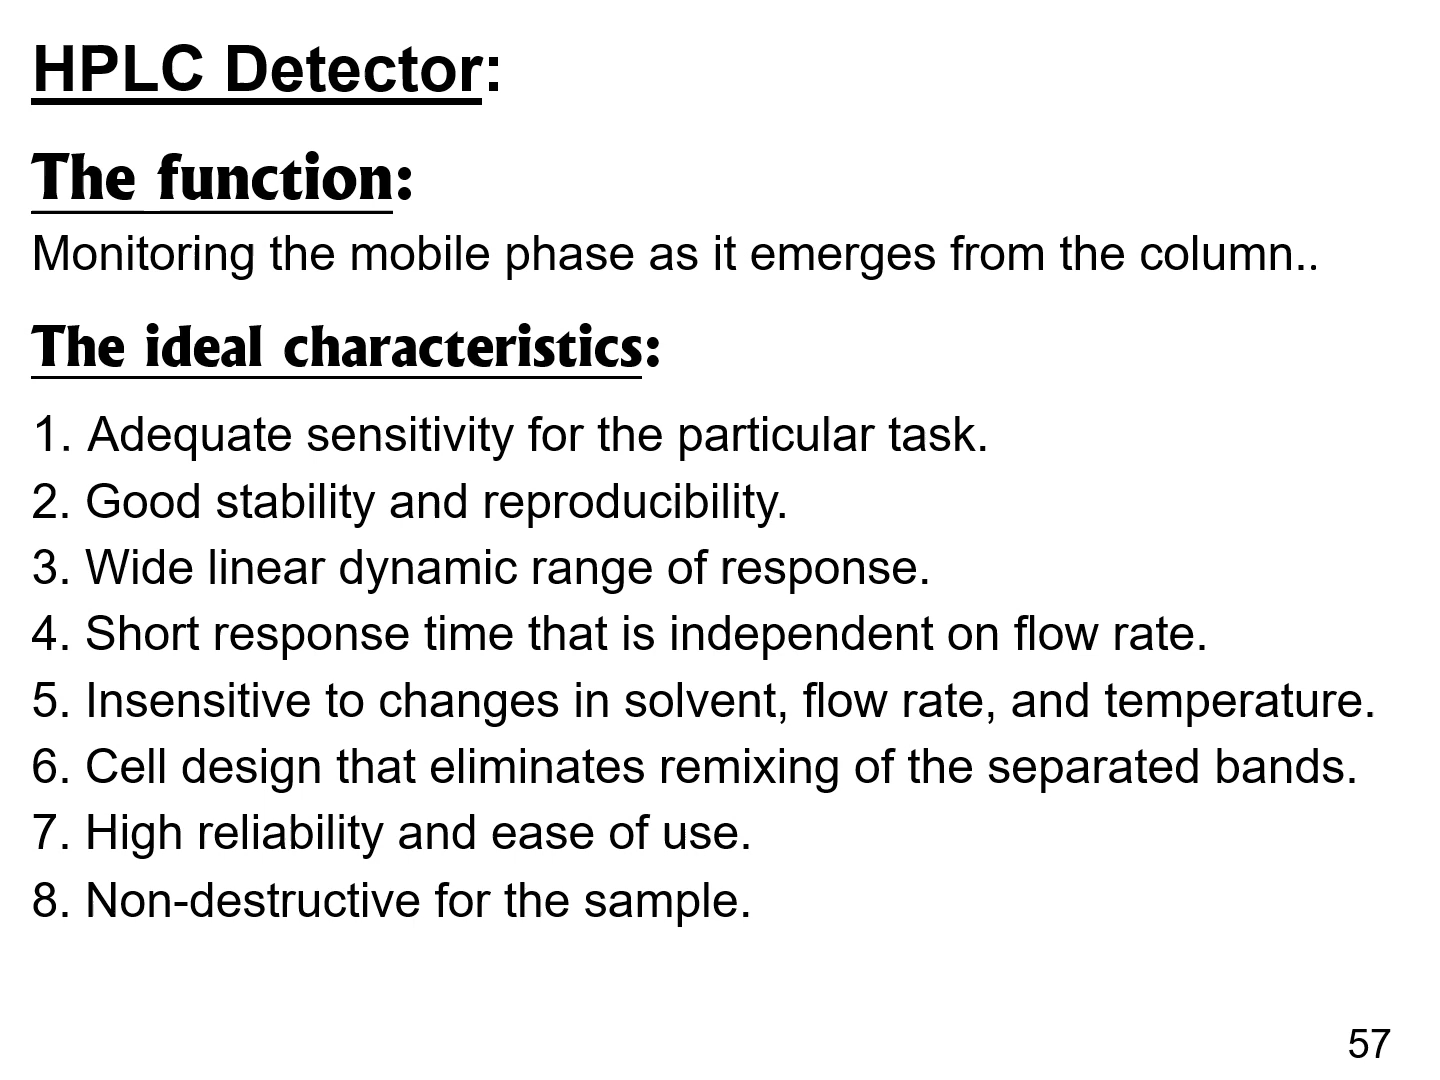 HPLC Detector:
The function:
Monitoring the mobile phase as it emerges from the column..
The ideal characteristics:
1. Adequate sensitivity for the particular task.
2. Good stability and reproducibility.
3. Wide linear dynamic range of response.
4. Short response time that is independent on flow rate.
5. Insensitive to changes in solvent, flow rate, and temperature.
6. Cell design that eliminates remixing of the separated bands.
7. High reliability and ease of use.
8. Non-destructive for the sample.
57